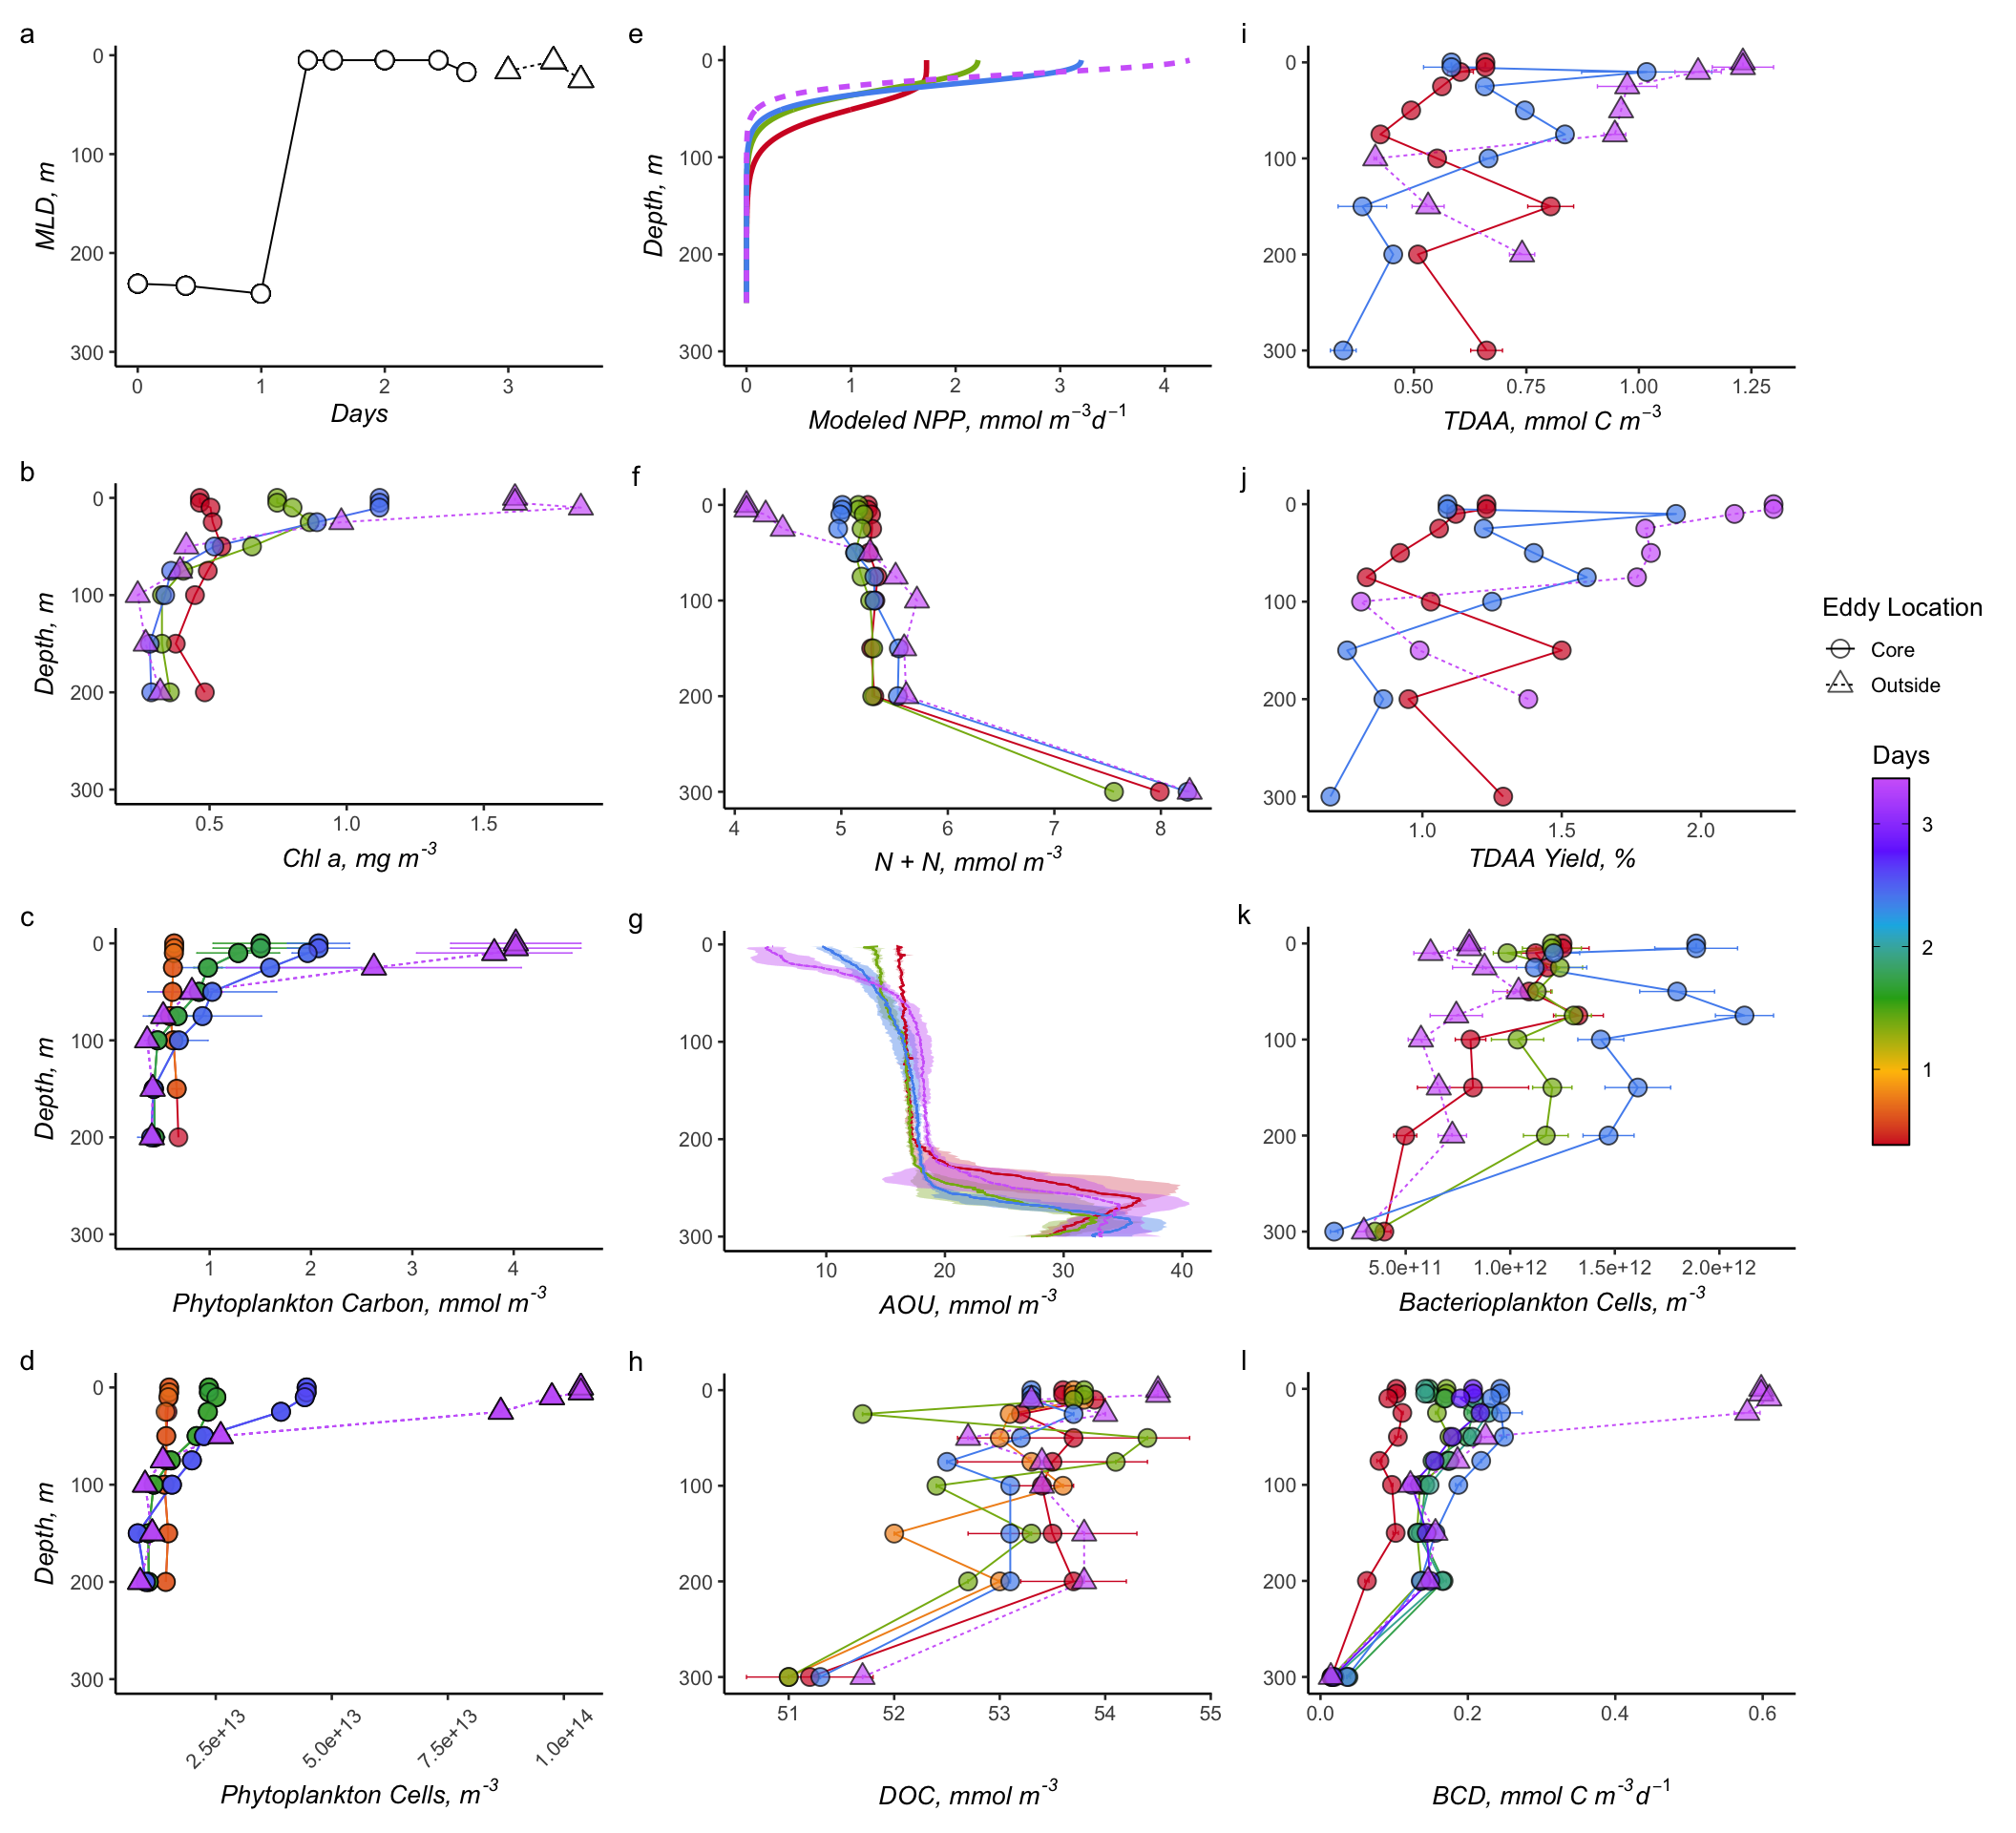 a
0
100
200
300
MLD, m
0 1 2 3
Days
b
0
100
200
300
Depth, m
0.5 1.0 1.5
Chl a, mg m-3
c
0
100
200
300
Depth, m
1 2 3 4
Phytoplankton Carbon, mmol m-3
d
0
100
200
300
Depth, m
2.5e+13 5.0e+13 7.5e+13 1.0e+14
Phytoplankton Cells, m-3
e
0
100
200
300
Depth, m
0 1 2 3 4
Modeled NPP, mmol m−3d−1
f
0
100
200
300
4 5 6 7 8
N + N, mmol m-3
g
0
100
200
300
10 20 30 40
AOU, mmol m-3
h
0
100
200
300
51 52 53 54 55
DOC, mmol m-3
i
0
100
200
300
0.50 0.75 1.00 1.25
TDAA, mmol C m−3
j
0
100
200
300
1.0 1.5 2.0
TDAA Yield, %
k
0
100
200
300
5.0e+11 1.0e+12 1.5e+12 2.0e+12
Bacterioplankton Cells, m-3
l
0
100
200
300
0.0 0.2 0.4 0.6
BCD, mmol C m-3d−1
Eddy Location
Core
Outside
Days
3
2
1